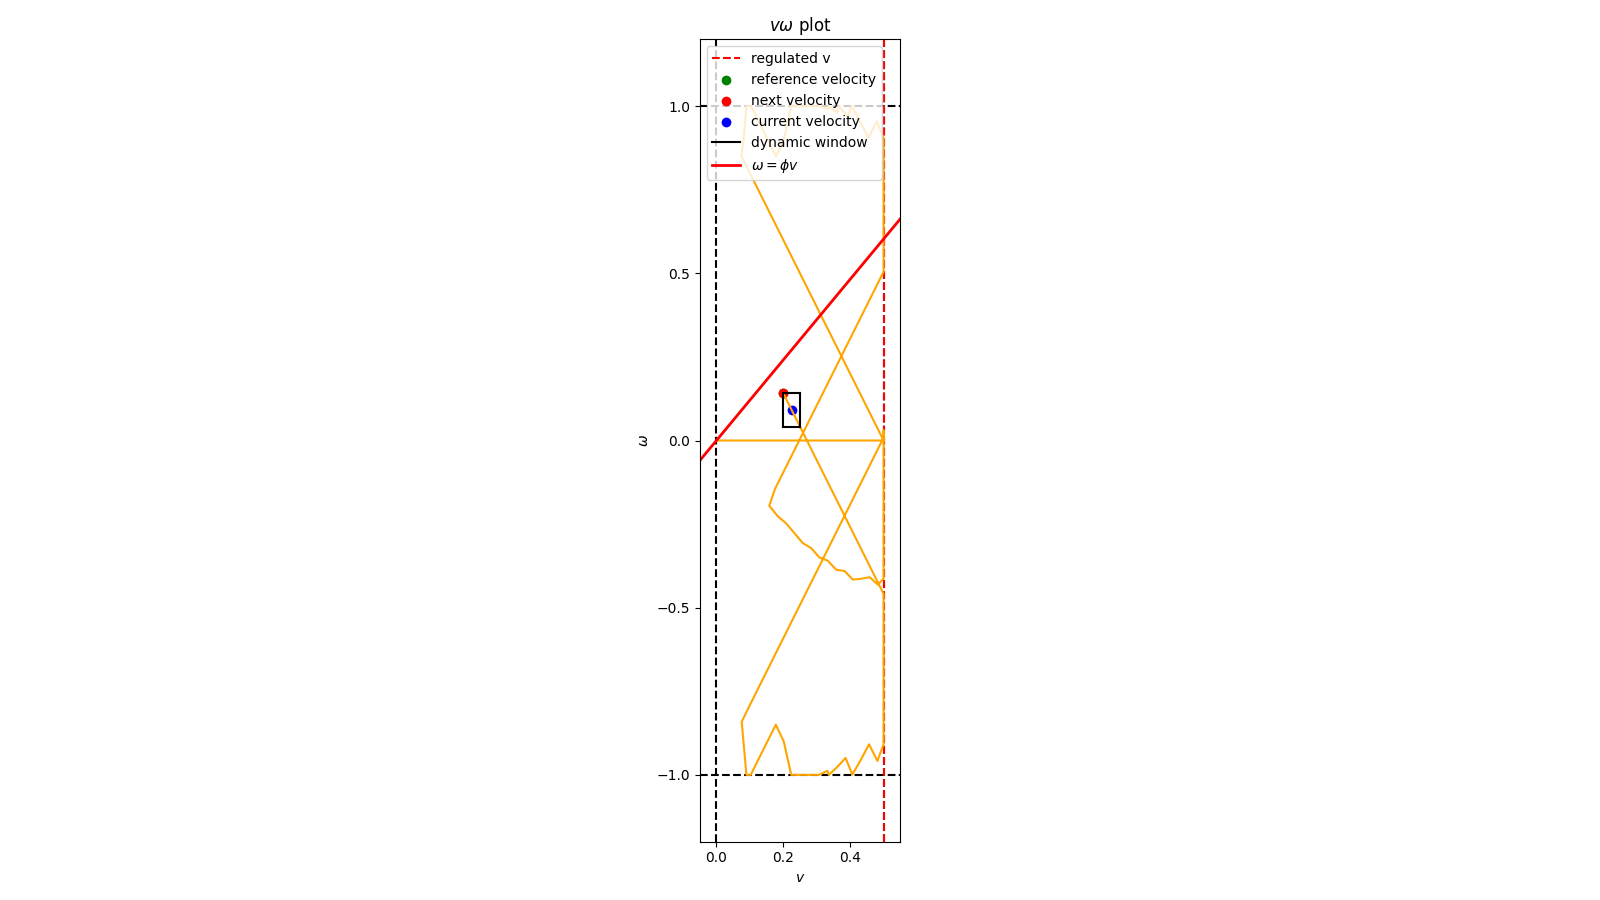 vω plot
regulated v
reference velocity
next velocity
current velocity
dynamic window
ω = ϕv
1.0
0.5
0.0
−0.5
−1.0
ω
0.0 0.2 0.4
v